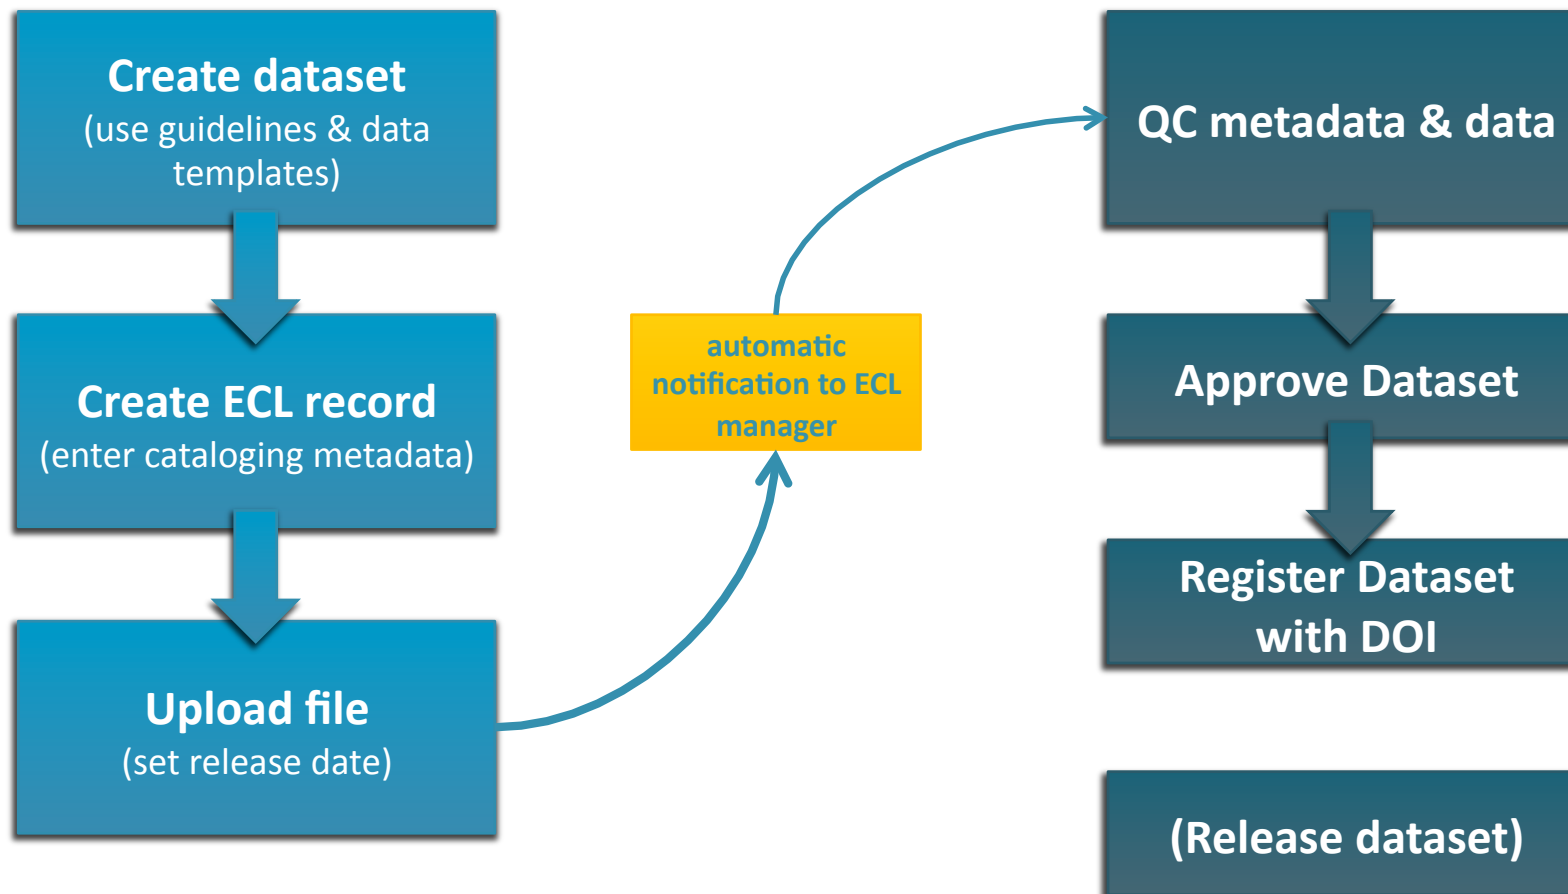 Create dataset
(use guidelines & data
templates)
Create ECL record
(enter cataloging metadata)
Upload file
(set release date)
automatic
notification to ECL
manager
QC metadata & data
Approve Dataset
Register Dataset
with DOI
(Release dataset)